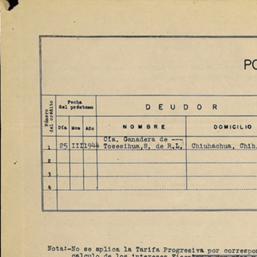 PO
Número del crédito
Fecha del préstamo
DEUDOR
Día Mes Año
NOMBRE
DOMICILIO
1 25 III 1944 Cía. Ganadera de ---
Tosesihua, S. de R.L, Chiuhachua, Chih.
2
3
4
Nota:-No se aplica la Tarifa Progresiva por correspon
calculo de los intereses